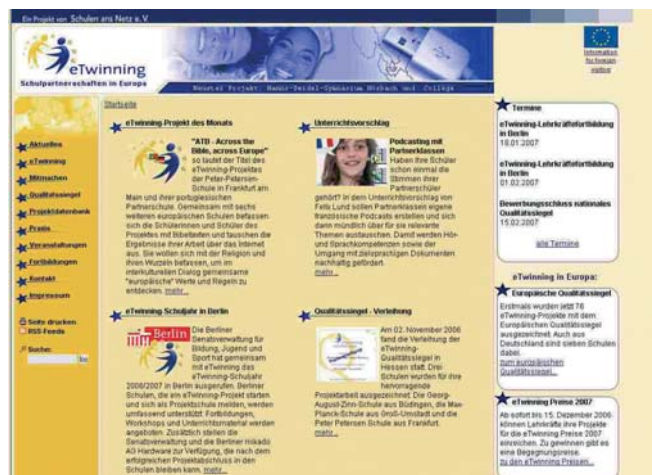 Ein Projekt von Schulen ans Netz e.V.
eTwinning
Schulpartnerschaften in Europa
Neustes Projekt: Hanns-Seidel-Gymnasium Hösbach und College
Information
for foreign
visitors
Startseite
Aktuelles
eTwinning
Mitmachen
Qualitätssiegel
Projektdatenbank
Praxis
Veranstaltungen
Fortbildungen
Kontakt
Impressum
Seite drucken
RSS-Feeds
Suche:
eTwinning-Projekt des Monats
"ATB - Across the
Bible, across Europe"
so lautet der Titel des
eTwinning-Projektes
der Peter-Petersen-
Schule in Frankfurt am
Main und ihrer portugiesischen
Partnerschule. Gemeinsam mit sechs
weiteren europäischen Schulen befassen
sich die Schülerinnen und Schüler des
Projektes mit Bibeltexten und tauschen die
Ergebnisse ihrer Arbeit über das Internet
aus. Sie wollen sich mit der Religion und
ihren Wurzeln befassen, um im
interkulturellen Dialog gemeinsame
"europäische" Werte und Regeln zu
entdecken. mehr...
Unterrichtsvorschlag
Podcasting mit
Partnerklassen
Haben Ihre Schüler
schon einmal die
Stimmen ihrer
Partnerschüler
gehört? In dem Unterrichtsvorschlag von
Felis Lund sollen Partnerklassen eigene
französische Podcasts erstellen und sich
dann mündlich über für sie relevante
Themen austauschen. Damit werden Hör-
und Sprachkompetenzen sowie der
Umgang mit zielsprachigen Dokumenten
nachhaltig gefördert.
mehr...
eTwinning-Schuljahr in Berlin
Berlin
Die Berliner
Senatsverwaltung für
Bildung, Jugend und
Sport hat gemeinsam
mit eTwinning das
eTwinning-Schuljahr
2006/2007 in Berlin ausgerufen. Berliner
Schulen, die ein eTwinning-Projekt starten
und sich als Projektschule melden, werden
umfassend unterstützt: Fortbildungen,
Workshops und Unterrichtsmaterial werden
angeboten. Zusätzlich stellen die
Senatsverwaltung und die Berliner mikado
AG Hardware zur Verfügung, die nach dem
erfolgreichen Projektabschluss in den
Schulen bleiben kann. mehr...
Qualitätssiegel - Verleihung
Am 02. November 2006
fand die Verleihung der
eTwinning-
Qualitätssiegel in
Hessen statt. Drei
Schulen wurden für ihre
hervorragende
Projektarbeit ausgezeichnet: Die Georg-
August-Zinn-Schule aus Büdingen, die Max-
Planck-Schule aus Groß-Umstadt und die
Peter Petersen Schule aus Frankfurt.
mehr...
Termine
eTwinning-Lehrkräftefortbildung
in Berlin
18.01.2007
eTwinning-Lehrkräftefortbildung
in Berlin
01.02.2007
Bewerbungsschluss nationales
Qualitätssiegel
15.02.2007
alle Termine
eTwinning in Europa:
Europäische Qualitätssiegel
Erstmals wurden jetzt 76
eTwinning-Projekte mit dem
Europäischen Qualitätssiegel
ausgezeichnet. Auch aus
Deutschland sind sieben Schulen
dabei.
zum europäischen
Qualitätssiegel...
eTwinning Preise 2007
Ab sofort bis 15. Dezember 2006
können Lehrkräfte ihre Projekte
für die eTwinning Preise 2007
einreichen. Zu gewinnen gibt es
eine Begegnungsreise.
zu den eTwinning Preisen...